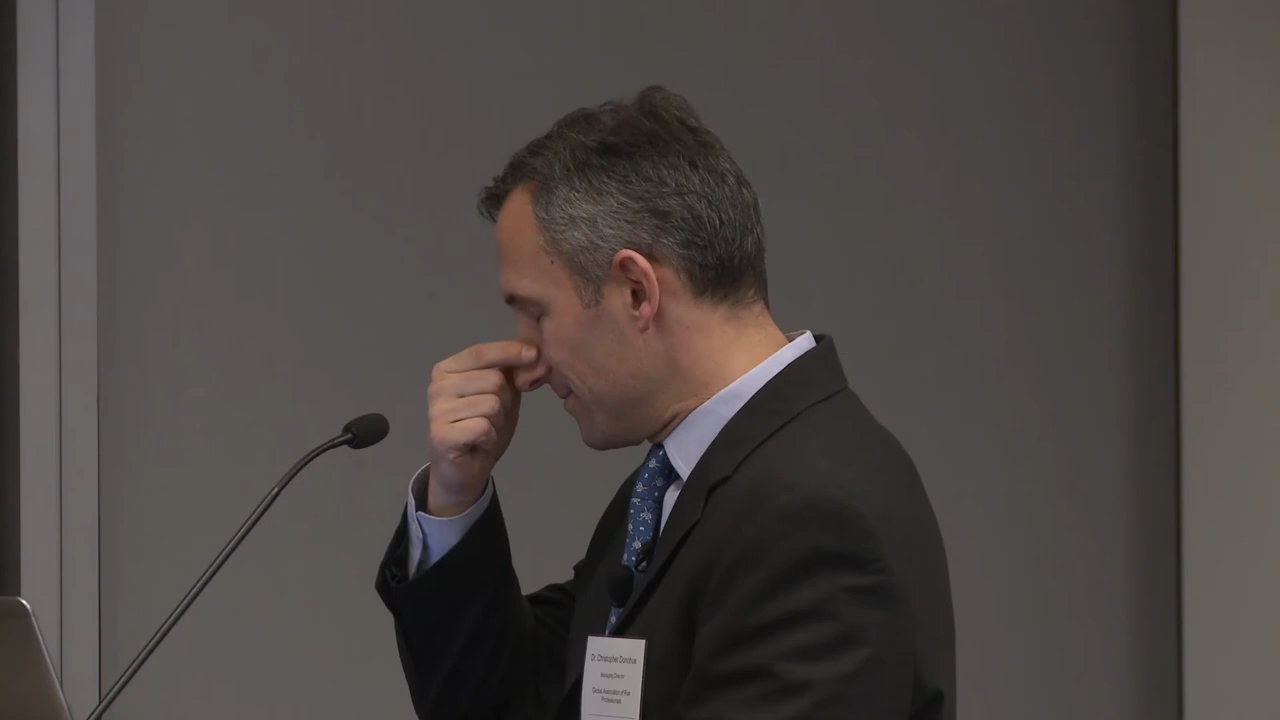 Dr. Christopher Donohue
Managing Director
Global Association of Risk
Professionals